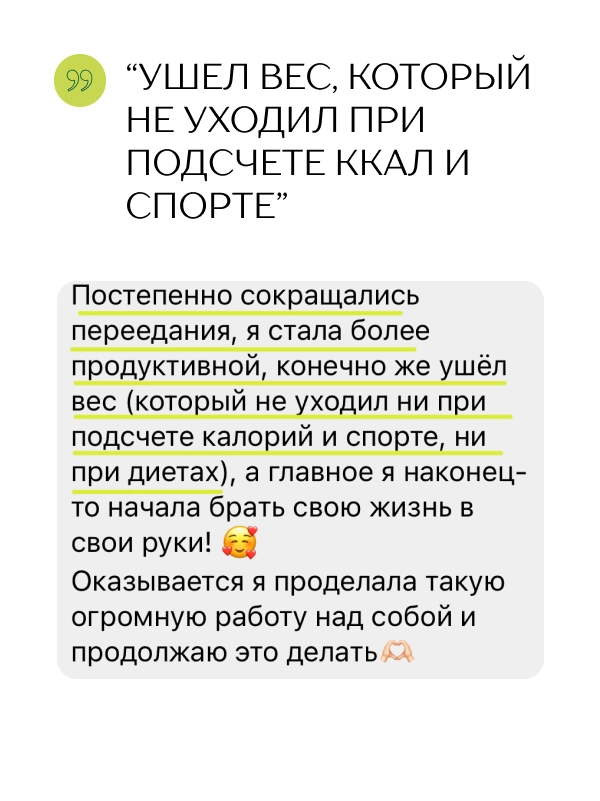 “УШЕЛ ВЕС, КОТОРЫЙ
НЕ УХОДИЛ ПРИ
ПОДСЧЕТЕ ККАЛ И
СПОРТЕ”
Постепенно сокращались
переедания, я стала более
продуктивной, конечно же ушёл
вес (который не уходил ни при
подсчете калорий и спорте, ни
при диетах), а главное я наконец-
то начала брать свою жизнь в
свои руки! 🥰
Оказывается я проделала такую
огромную работу над собой и
продолжаю это делать🫶🏻